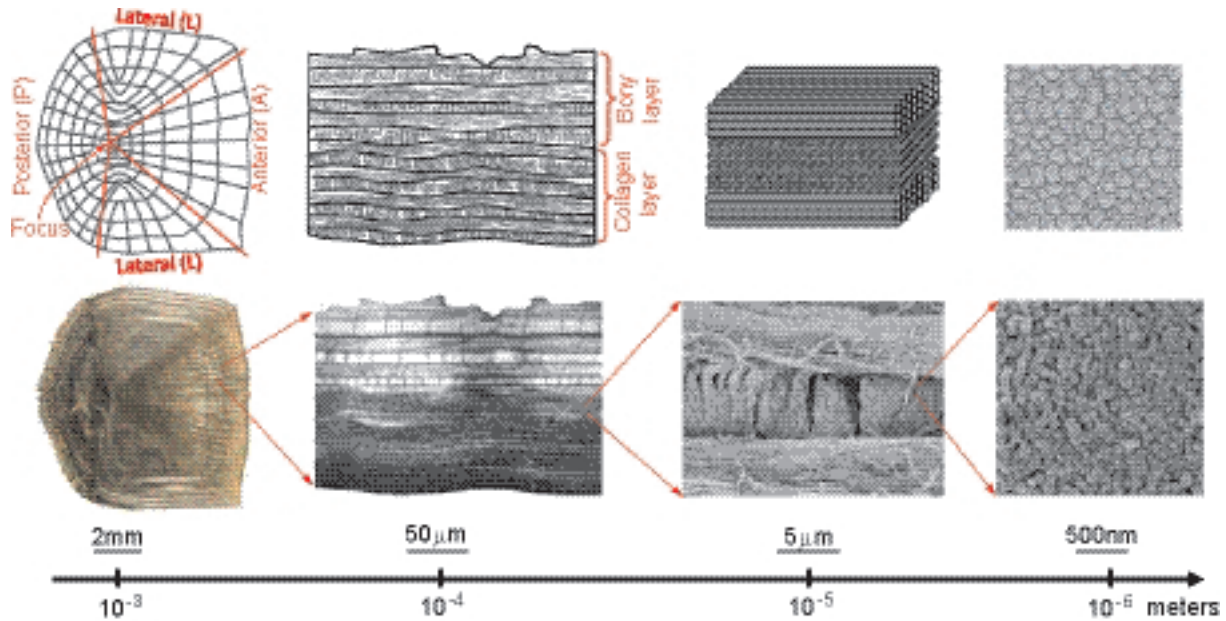 Lateral (L)
Posterior (P)
Anterior (A)
Focus
Lateral (L)
Bony
layer
Collagen
layer
2mm
50μm
5μm
500nm
10⁻³
10⁻⁴
10⁻⁵
10⁻⁶ meters